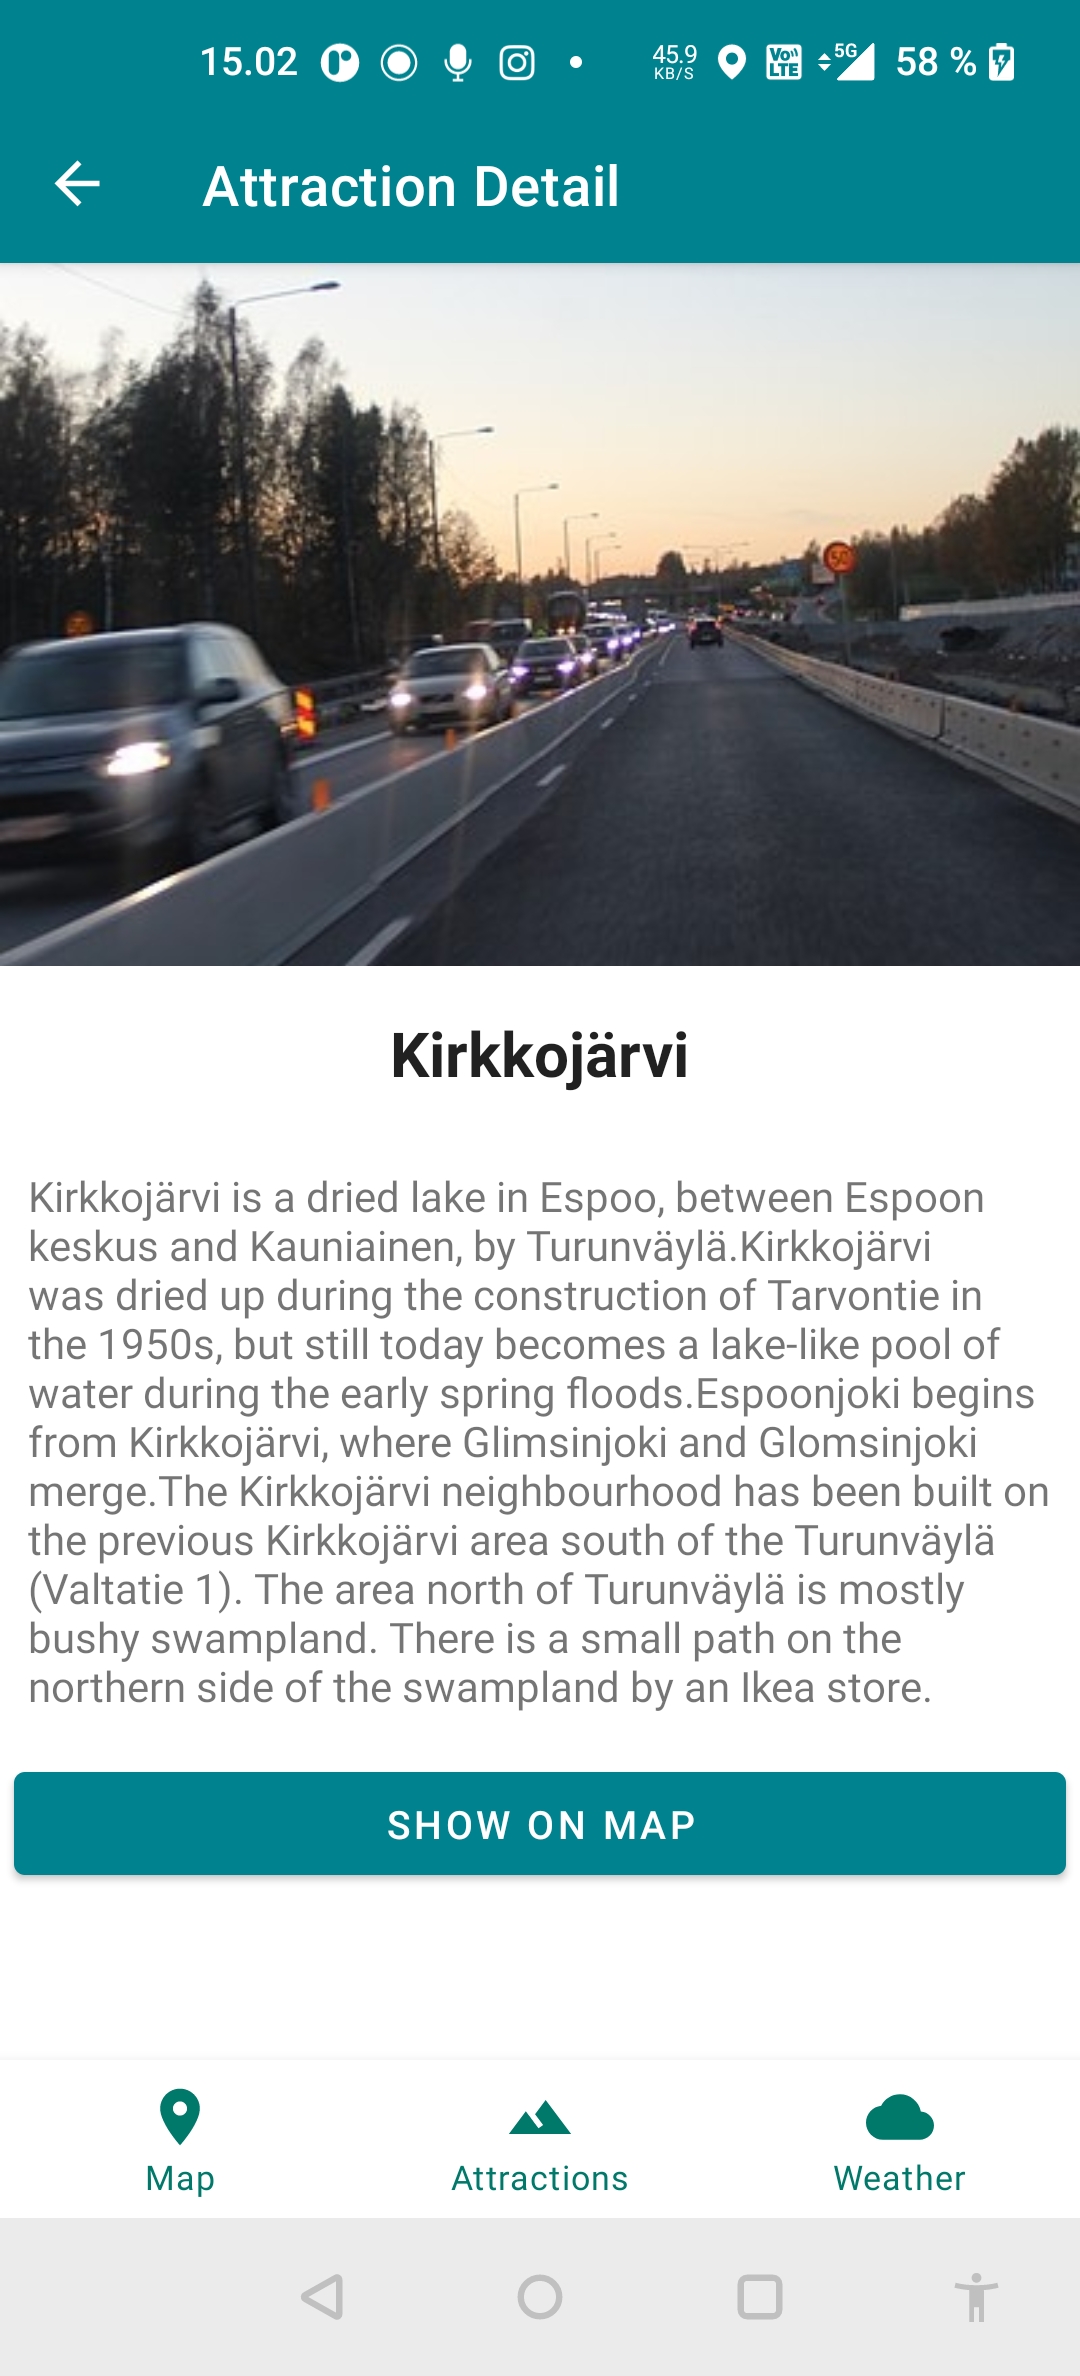 15.02
45.9
KB/S
Vo))
LTE
5G
58 %
Attraction Detail
50
Kirkkojärvi
Kirkkojärvi is a dried lake in Espoo, between Espoon
keskus and Kauniainen, by Turunväylä.Kirkkojärvi
was dried up during the construction of Tarvontie in
the 1950s, but still today becomes a lake-like pool of
water during the early spring floods.Espoonjoki begins
from Kirkkojärvi, where Glimsinjoki and Glomsinjoki
merge.The Kirkkojärvi neighbourhood has been built on
the previous Kirkkojärvi area south of the Turunväylä
(Valtatie 1). The area north of Turunväylä is mostly
bushy swampland. There is a small path on the
northern side of the swampland by an Ikea store.
SHOW ON MAP
Map
Attractions
Weather